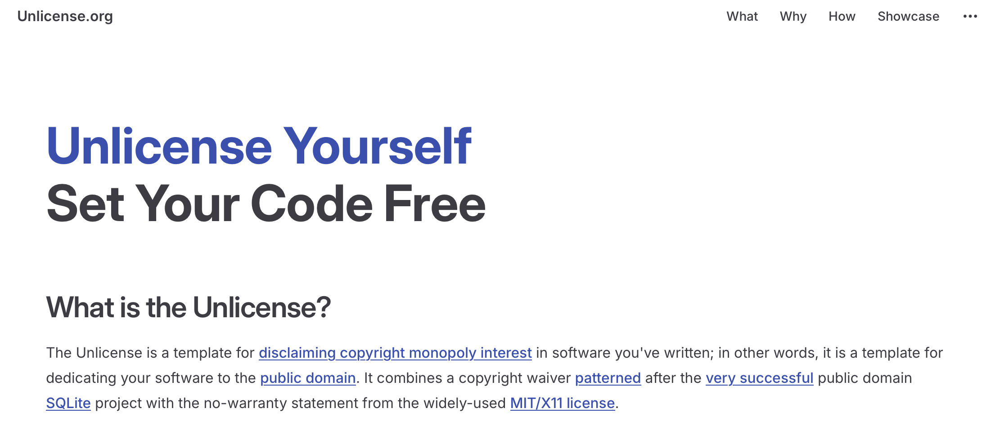 Unlicense.org
What Why How Showcase •••
Unlicense Yourself
Set Your Code Free
What is the Unlicense?
The Unlicense is a template for disclaiming copyright monopoly interest in software you've written; in other words, it is a template for
dedicating your software to the public domain. It combines a copyright waiver patterned after the very successful public domain
SQLite project with the no-warranty statement from the widely-used MIT/X11 license.